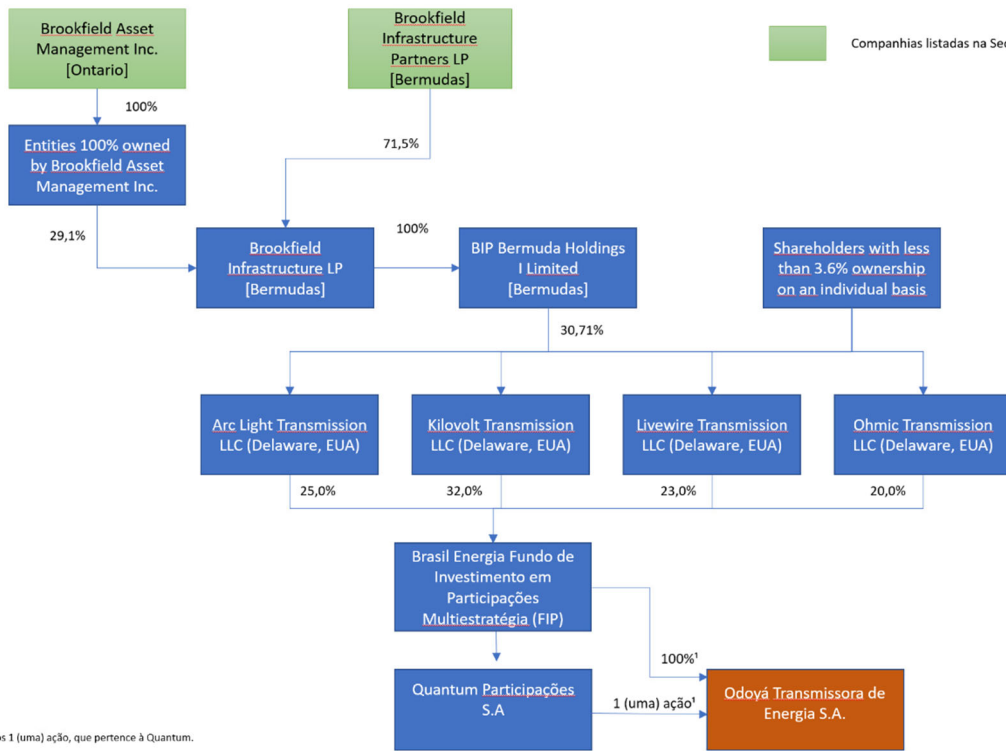 Brookfield Asset
Management Inc.
[Ontario]
Brookfield
Infrastructure
Partners LP
[Bermudas]
Companhias listadas na Sec
100%
Entities 100% owned
by Brookfield Asset
Management Inc.
71,5%
29,1%
Brookfield
Infrastructure LP
[Bermudas]
100%
BIP Bermuda Holdings
I Limited
[Bermudas]
Shareholders with less
than 3.6% ownership
on an individual basis
30,71%
Arc Light Transmission
LLC (Delaware, EUA)
Kilovolt Transmission
LLC (Delaware, EUA)
Livewire Transmission
LLC (Delaware, EUA)
Ohmic Transmission
LLC (Delaware, EUA)
25,0%
32,0%
23,0%
20,0%
Brasil Energia Fundo de
Investimento em
Participações
Multiestratégia (FIP)
100%¹
Quantum Participações
S.A
1 (uma) ação¹
Odoyá Transmissora de
Energia S.A.
s 1 (uma) ação, que pertence à Quantum.